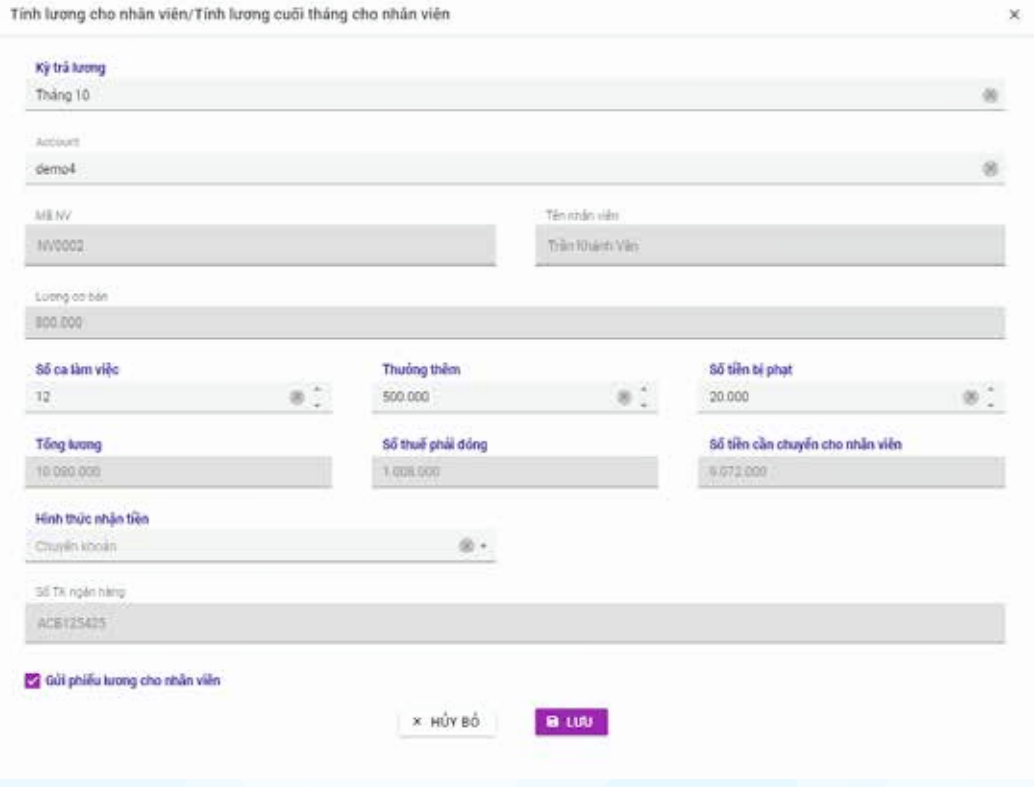 Tính lương cho nhân viên/Tính lương cuối tháng cho nhân viên ×
Kỳ trả lương
Tháng 10
Account
demo4
Mã NV Tên nhân viên
NV0002 Trần Khánh Vân
Lương cơ bản
800.000
Số ca làm việc Thưởng thêm Số tiền bị phạt
12 500.000 20.000
Tổng lương Số thuế phải đóng Số tiền cần chuyển cho nhân viên
10.080.000 1.008.000 9.072.000
Hình thức nhận tiền
Chuyển khoản
Số TK ngân hàng
ACB125425
Gửi phiếu lương cho nhân viên
× HỦY BỎ LƯU